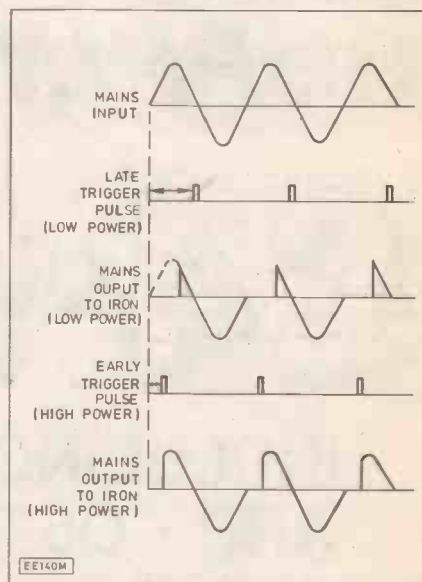 MAINS
INPUT
LATE
TRIGGER
PULSE
(LOW POWER)
MAINS
OUPUT
TO IRON
(LOW POWER)
EARLY
TRIGGER
PULSE
(HIGH POWER)
MAINS
OUTPUT
TO IRON
(HIGH POWER)
EE140M